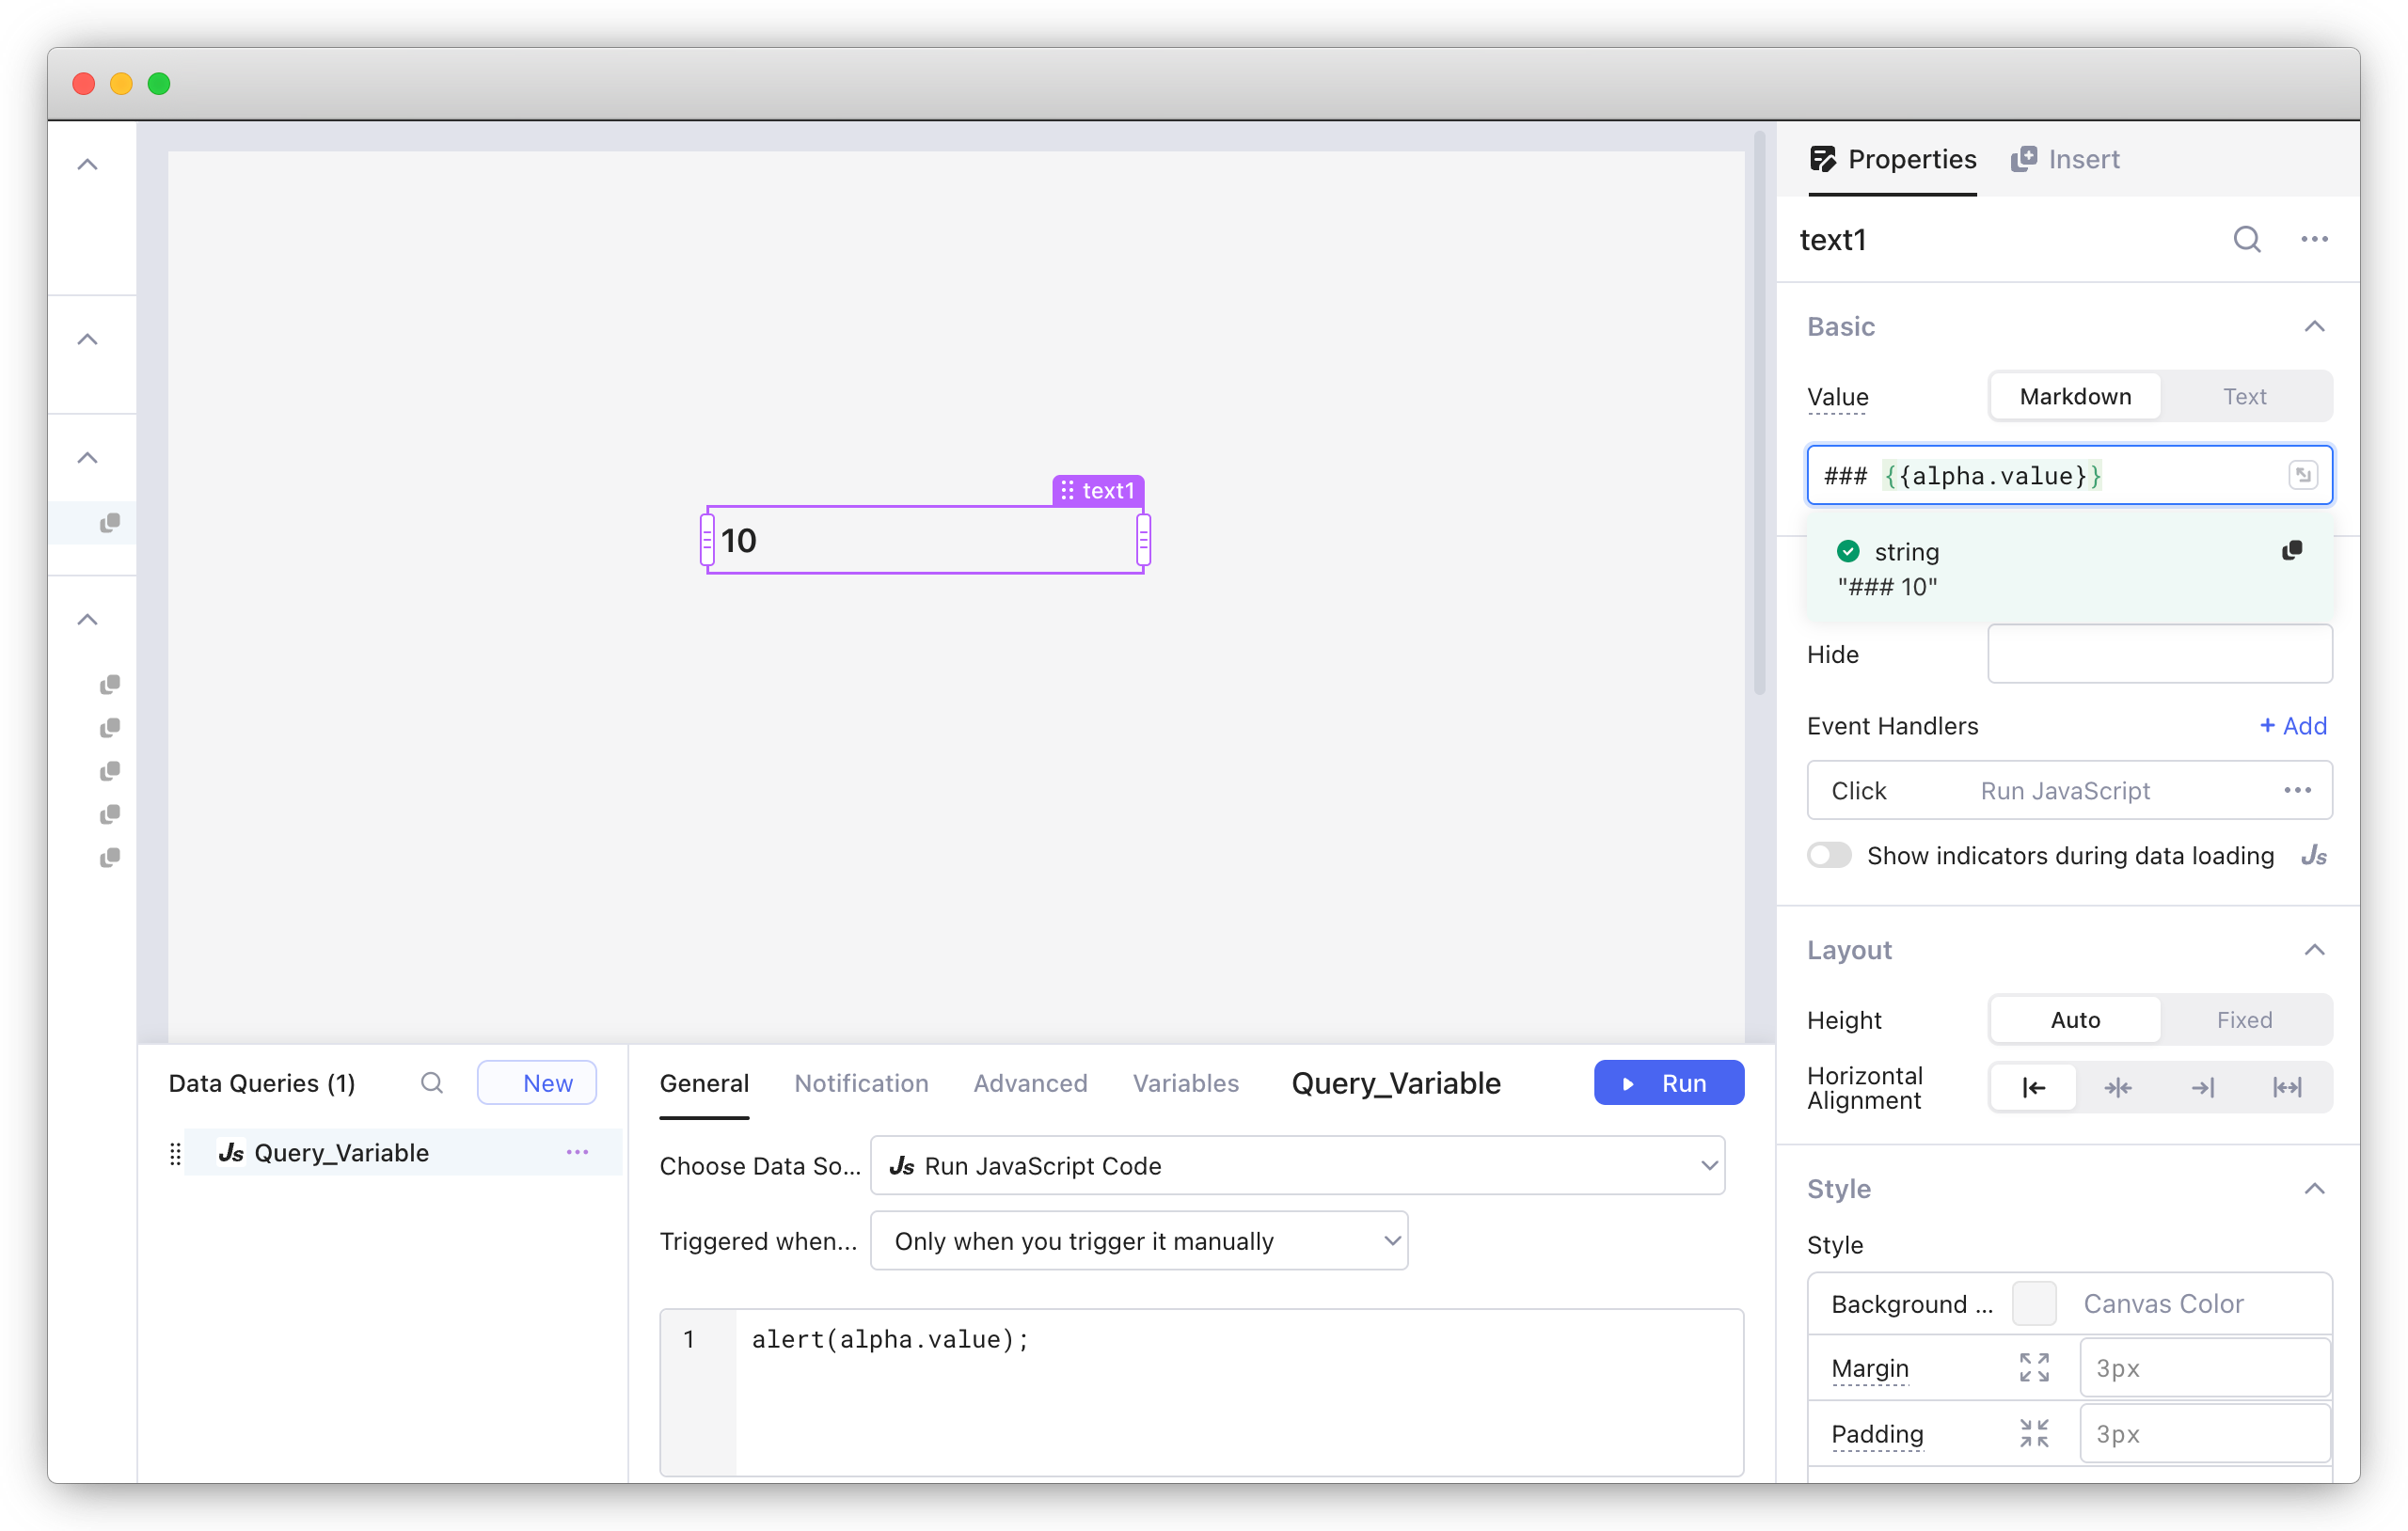 Properties
Insert
text1
Basic
Value
Markdown
Text
### {{alpha.value}}
string
"### 10"
text1
10
Hide
Event Handlers
+ Add
Click
Run JavaScript
Show indicators during data loading
Js
Layout
Height
Auto
Fixed
Horizontal
Alignment
Style
Style
Background ...
Canvas Color
Margin
3px
Padding
3px
Data Queries (1)
New
Js Query_Variable
General
Notification
Advanced
Variables
Query_Variable
Run
Choose Data So...
Js Run JavaScript Code
Triggered when...
Only when you trigger it manually
1
alert(alpha.value);